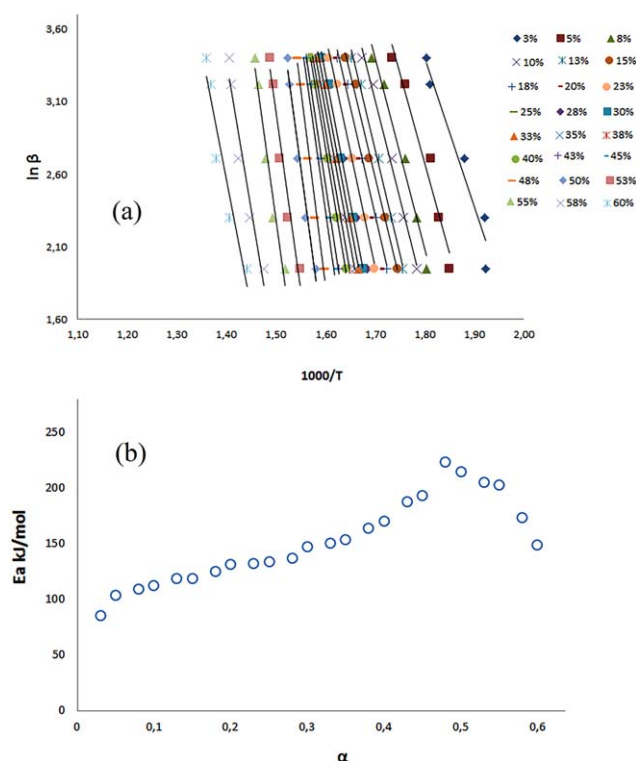 3,60
3,10
2,60
2,10
1,60
ln β
(a)
1,10 1,20 1,30 1,40 1,50 1,60 1,70 1,80 1,90 2,00
1000/T
3% 5% 8%
10% 13% 15%
18% 20% 23%
25% 28% 30%
33% 35% 38%
40% 43% 45%
48% 50% 53%
55% 58% 60%
(b)
250
200
150
100
50
0
Ea kJ/mol
0 0,1 0,2 0,3 0,4 0,5 0,6
α